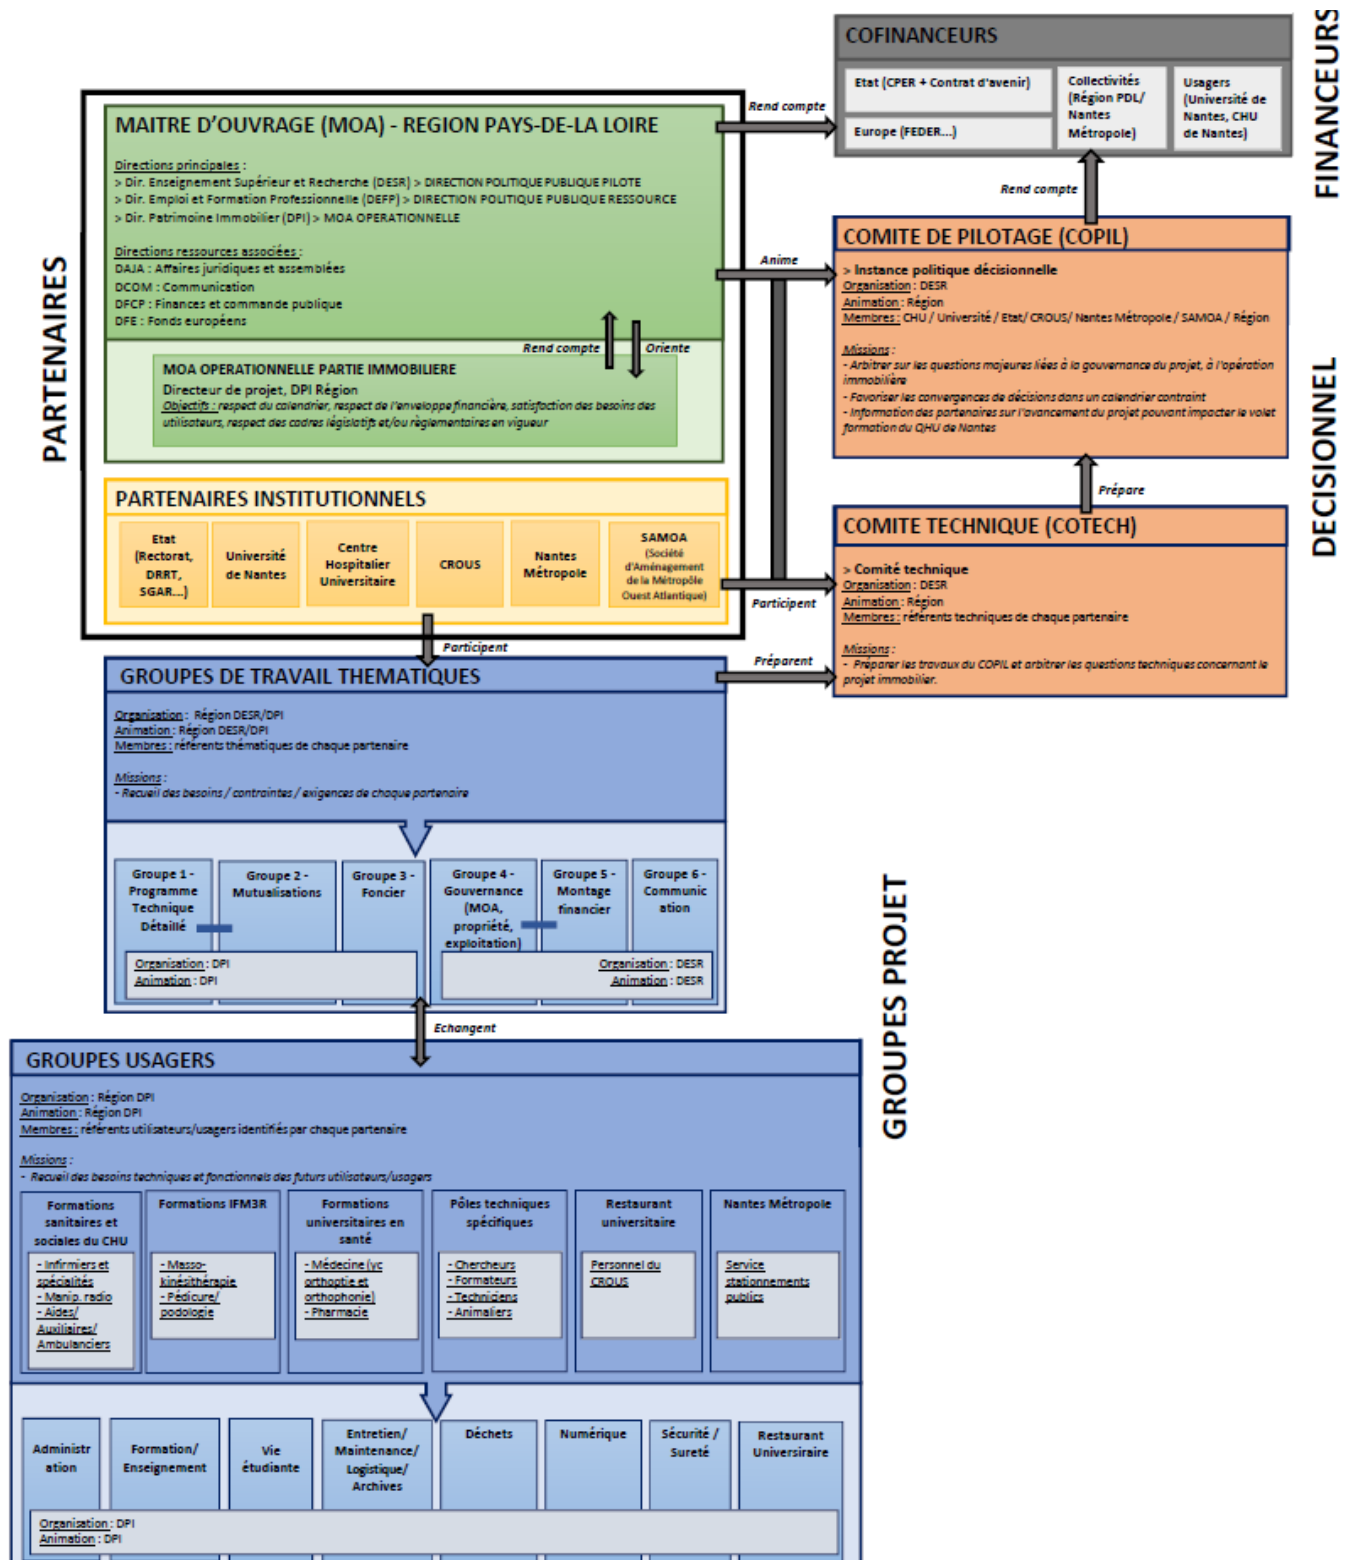 COFINANCEURS
Etat (CPER + Contrat d'avenir)
Europe (FEDER...)
Collectivités
(Région PDL/
Nantes
Métropole)
Usagers
(Université de
Nantes, CHU
de Nantes)
FINANCEURS
Rend compte
Rend compte
PARTENAIRES
MAITRE D'OUVRAGE (MOA) - REGION PAYS-DE-LA LOIRE
Directions principales :
> Dir. Enseignement Supérieur et Recherche (DESR) > DIRECTION POLITIQUE PUBLIQUE PILOTE
> Dir. Emploi et Formation Professionnelle (DEFP) > DIRECTION POLITIQUE PUBLIQUE RESSOURCE
> Dir. Patrimoine Immobilier (DPI) > MOA OPERATIONNELLE
Directions ressources associées :
DAJA : Affaires juridiques et assemblées
DCOM : Communication
DFCP : Finances et commande publique
DFE : Fonds européens
Rend compte
Oriente
MOA OPERATIONNELLE PARTIE IMMOBILIERE
Directeur de projet, DPI Région
Objectifs : respect du calendrier, respect de l'enveloppe financière, satisfaction des besoins des
utilisateurs, respect des cadres législatifs et/ou règlementaires en vigueur
Anime
COMITE DE PILOTAGE (COPIL)
> Instance politique décisionnelle
Organisation : DESR
Animation : Région
Membres : CHU / Université / Etat/ CROUS/ Nantes Métropole / SAMOA / Région
Missions :
- Arbitrer sur les questions majeures liées à la gouvernance du projet, à l'opération
immobilière
- Favoriser les convergences de décisions dans un calendrier contraint
- Information des partenaires sur l'avancement du projet pouvant impacter le volet
formation du QHU de Nantes
DECISIONNEL
Prépare
PARTENAIRES INSTITUTIONNELS
Etat
(Rectorat,
DRRT,
SGAR...)
Université
de Nantes
Centre
Hospitalier
Universitaire
CROUS
Nantes
Métropole
SAMOA
(Société
d'Aménagement
de la Métropôle
Ouest Atlantique)
Participent
COMITE TECHNIQUE (COTECH)
> Comité technique
Organisation : DESR
Animation : Région
Membres : référents techniques de chaque partenaire
Missions :
- Préparer les travaux du COPIL et arbitrer les questions techniques concernant le
projet immobilier.
Participent
Préparent
GROUPES DE TRAVAIL THEMATIQUES
Organisation : Région DESR/DPI
Animation : Région DESR/DPI
Membres : référents thématiques de chaque partenaire
Missions :
- Recueil des besoins / contraintes / exigences de chaque partenaire
Groupe 1 -
Programme
Technique
Détaillé
Groupe 2 -
Mutualisations
Groupe 3 -
Foncier
Groupe 4 -
Gouvernance
(MOA,
propriété,
exploitation)
Groupe 5 -
Montage
financier
Groupe 6 -
Communic
ation
Organisation : DPI
Animation : DPI
Organisation : DESR
Animation : DESR
GROUPES PROJET
Echangent
GROUPES USAGERS
Organisation : Région DPI
Animation : Région DPI
Membres : référents utilisateurs/usagers identifiés par chaque partenaire
Missions :
- Recueil des besoins techniques et fonctionnels des futurs utilisateurs/usagers
Formations
sanitaires et
sociales du CHU
- Infirmiers et
spécialités
- Manip. radio
- Aides/
Auxiliaires/
Ambulanciers
Formations IFM3R
- Masso-
kinésithérapie
- Pédicure/
podologie
Formations
universitaires en
santé
- Médecine (yc
orthoptie et
orthophonie)
- Pharmacie
Pôles techniques
spécifiques
- Chercheurs
- Formateurs
- Techniciens
- Animaliers
Restaurant
universitaire
Personnel du
CROUS
Nantes Métropole
Service
stationnements
publics
Administr
ation
Formation/
Enseignement
Vie
étudiante
Entretien/
Maintenance/
Logistique/
Archives
Déchets
Numérique
Sécurité /
Sureté
Restaurant
Universiraire
Organisation : DPI
Animation : DPI